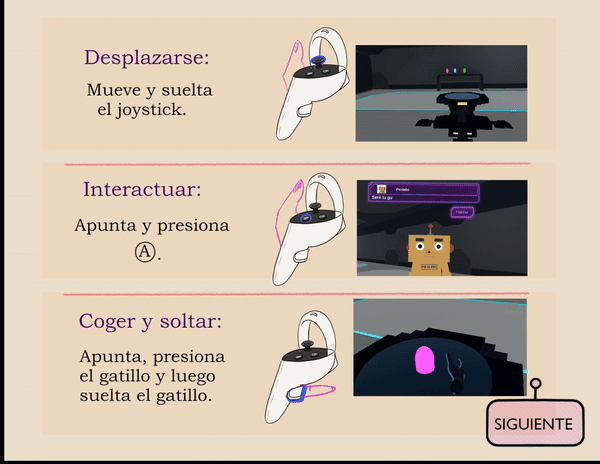 Desplazarse:
Mueve y suelta
el joystick.
Interactuar:
Apunta y presiona
A.
Coger y soltar:
Apunta, presiona
el gatillo y luego
suelta el gatillo.
SIGUIENTE